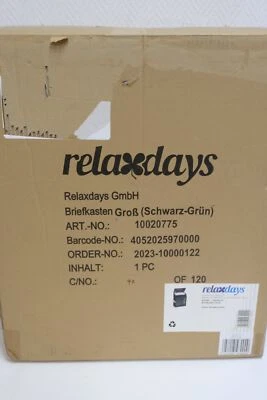 relaxdays
Relaxdays GmbH
Briefkasten Groß (Schwarz-Grün)
ART.-NO.: 10020775
Barcode-NO.: 4052025970000
ORDER-NO.: 2023-10000122
INHALT: 1 PC
C/NO.: OF 120
relaxdays